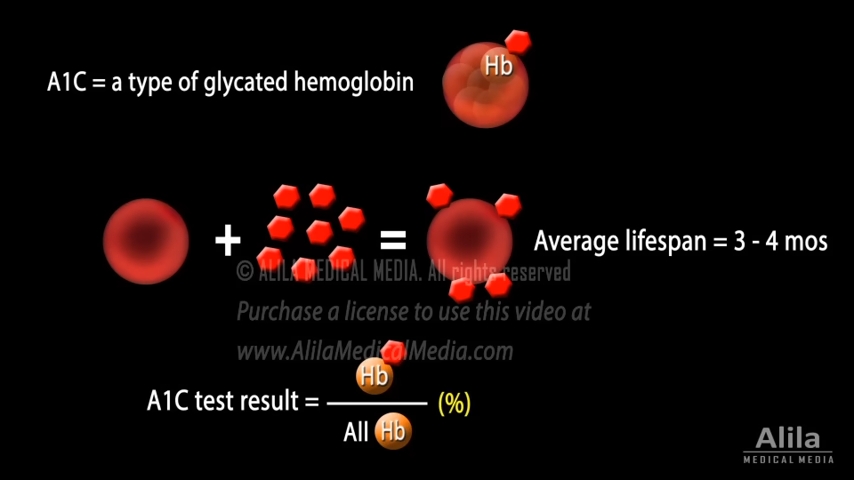 Hb
A1C = a type of glycated hemoglobin
+ = Average lifespan = 3 - 4 mos
© ALILA MEDICAL MEDIA. All rights reserved
Purchase a license to use this video at
www.AlilaMedicalMedia.com
Hb
A1C test result = (%)
All Hb
Alila
MEDICAL MEDIA